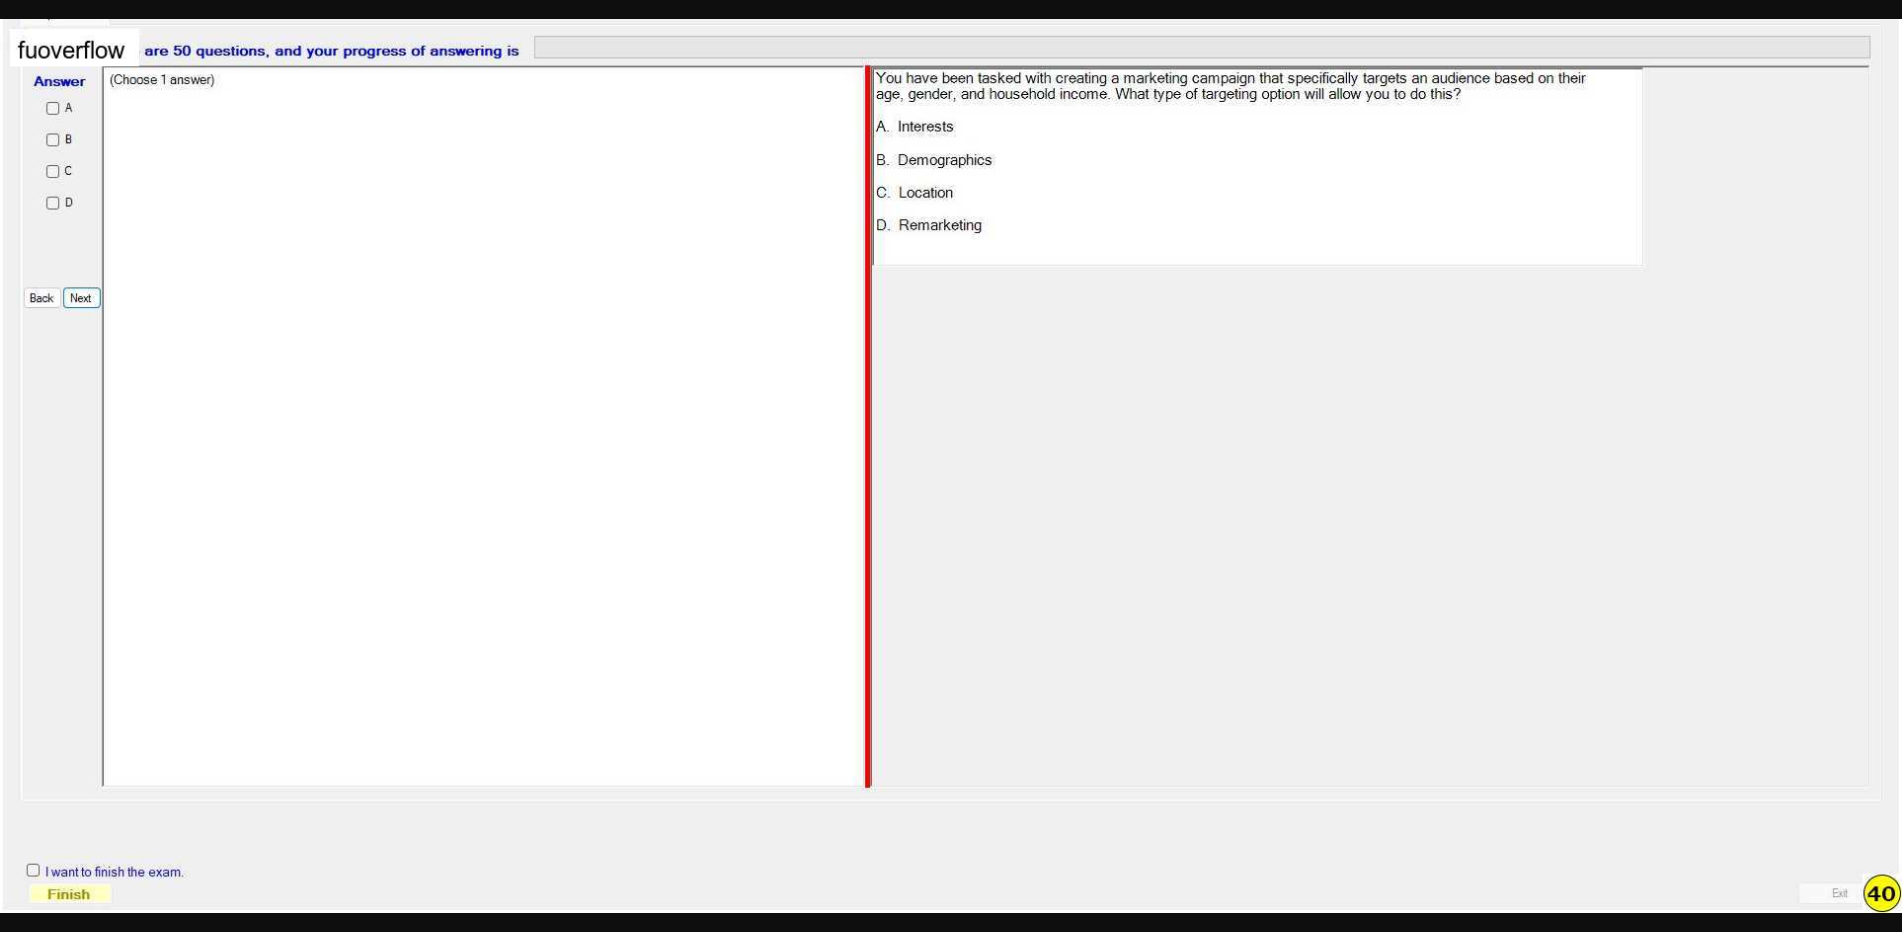 fuoverflow are 50 questions, and your progress of answering is
Answer
(Choose 1 answer)
A
B
C
D
Back Next
You have been tasked with creating a marketing campaign that specifically targets an audience based on their
age, gender, and household income. What type of targeting option will allow you to do this?
A. Interests
B. Demographics
C. Location
D. Remarketing
I want to finish the exam.
Finish
Exit
40